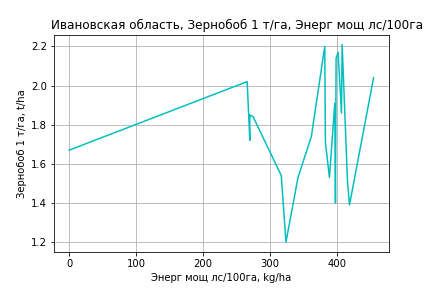 Ивановская область, Зернобоб 1 т/га, Энерг мощ лс/100га
2.2
2.0
1.8
1.6
1.4
1.2
Зернобоб 1 т/га, t/ha
0 100 200 300 400
Энерг мощ лс/100га, kg/ha